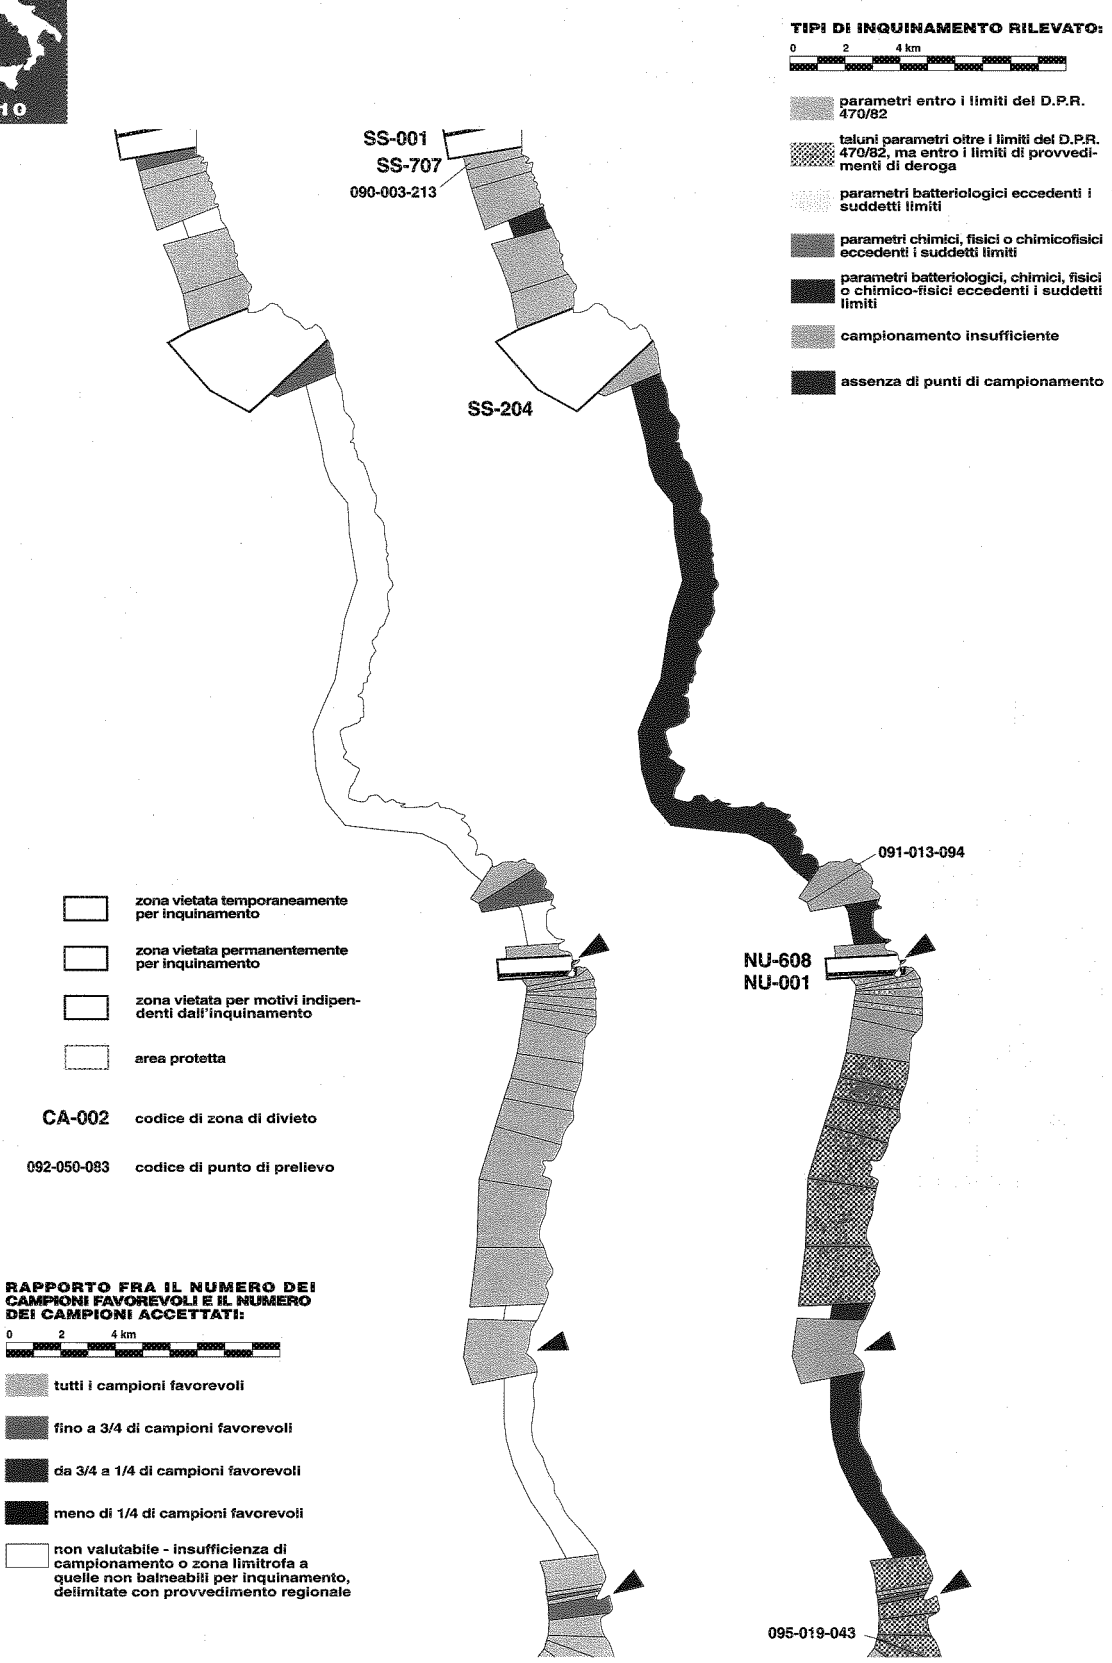 10
TIPI DI INQUINAMENTO RILEVATO:
0 2 4 km
parametri entro i limiti del D.P.R.
470/82
taluni parametri oltre i limiti del D.P.R.
470/82, ma entro i limiti di provvedi-
menti di deroga
parametri batteriologici eccedenti i
suddetti limiti
parametri chimici, fisici o chimicofisici
eccedenti i suddetti limiti
parametri batteriologici, chimici, fisici
o chimico-fisici eccedenti i suddetti
limiti
campionamento insufficiente
assenza di punti di campionamento
SS-001
SS-707
090-003-213
SS-204
091-013-094
NU-608
NU-001
095-019-043
zona vietata temporaneamente
per inquinamento
zona vietata permanentemente
per inquinamento
zona vietata per motivi indipen-
denti dall'inquinamento
area protetta
CA-002 codice di zona di divieto
092-050-083 codice di punto di prelievo
RAPPORTO FRA IL NUMERO DEI
CAMPIONI FAVOREVOLI E IL NUMERO
DEI CAMPIONI ACCETTATI:
0 2 4 km
tutti i campioni favorevoli
fino a 3/4 di campioni favorevoli
da 3/4 a 1/4 di campioni favorevoli
meno di 1/4 di campioni favorevoli
non valutabile - insufficienza di
campionamento o zona limitrofa a
quelle non balneabili per inquinamento,
delimitate con provvedimento regionale